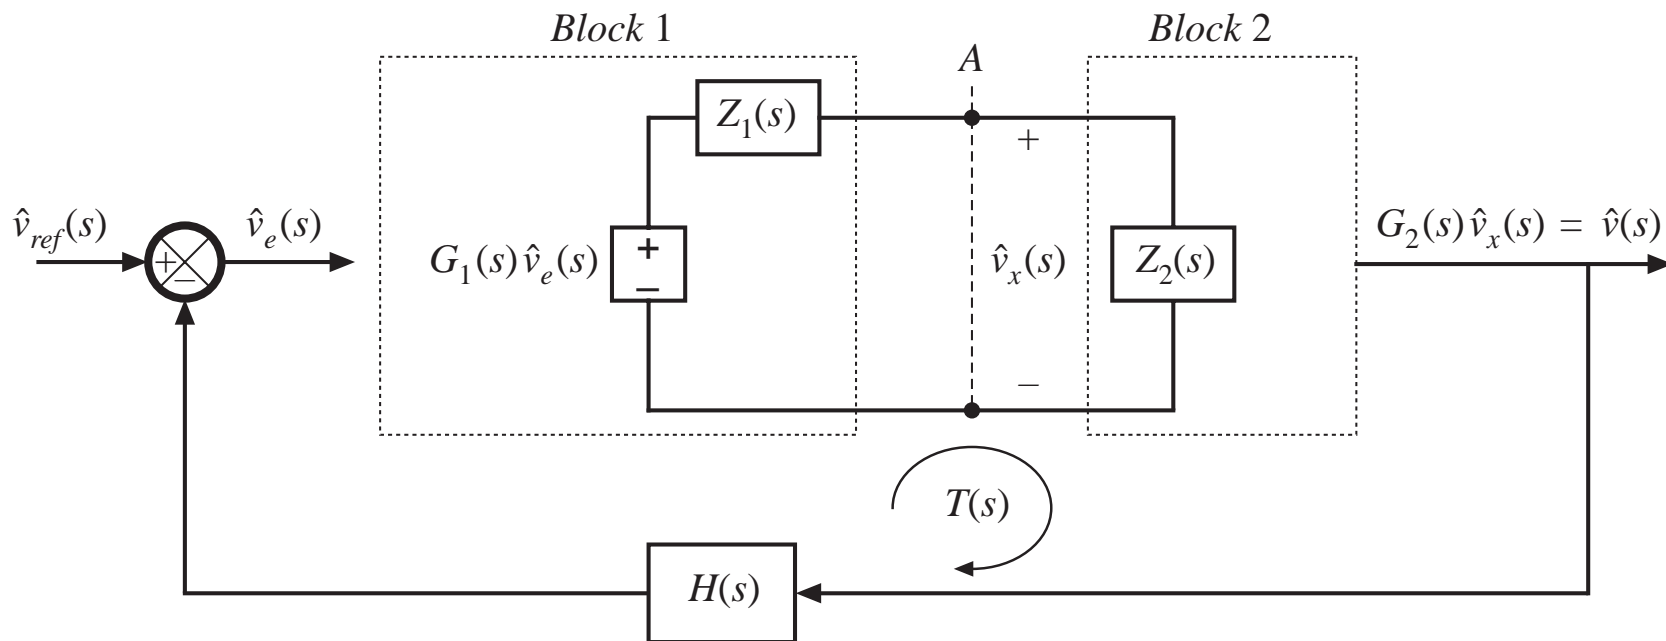 Block 1
Block 2
A
Z₁(s)
+
v̂ref(s)
v̂e(s)
+
−
G₁(s) v̂e(s)
+
−
v̂x(s)
Z₂(s)
G₂(s) v̂x(s) = v̂(s)
−
T(s)
H(s)